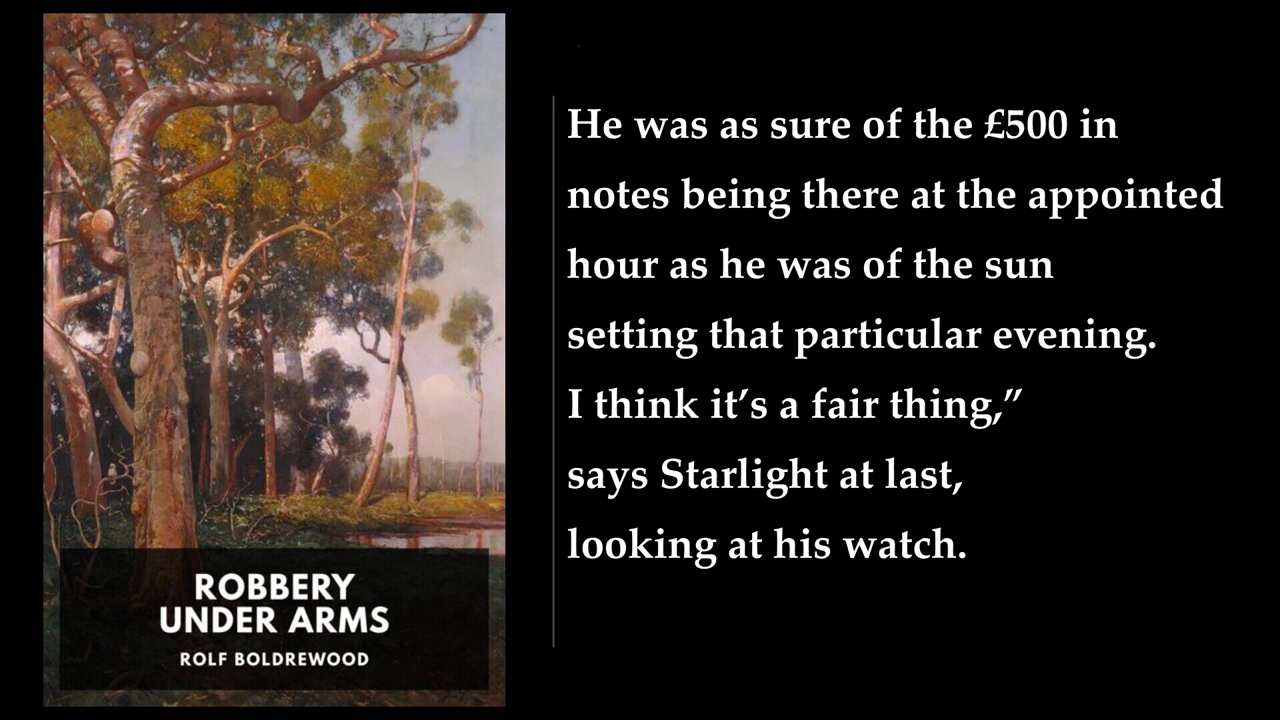 ROBBERY
UNDER ARMS
ROLF BOLDREWOOD
He was as sure of the £500 in
notes being there at the appointed
hour as he was of the sun
setting that particular evening.
I think it’s a fair thing,”
says Starlight at last,
looking at his watch.